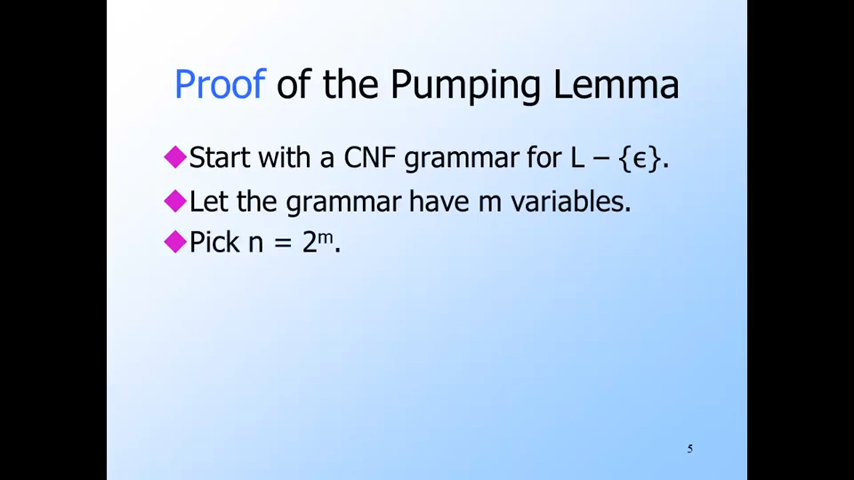 Proof of the Pumping Lemma
Start with a CNF grammar for L – {ϵ}.
Let the grammar have m variables.
Pick n = 2ᵐ.
5